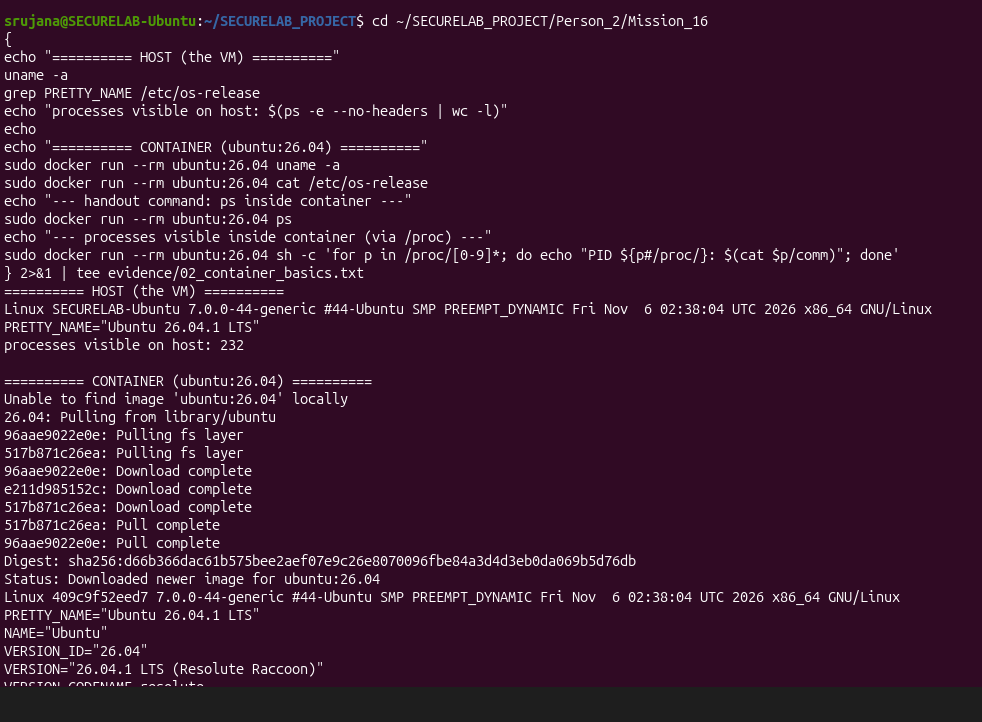 srujana@SECURELAB-Ubuntu:~/SECURELAB_PROJECT$ cd ~/SECURELAB_PROJECT/Person_2/Mission_16
{
echo "========== HOST (the VM) =========="
uname -a
grep PRETTY_NAME /etc/os-release
echo "processes visible on host: $(ps -e --no-headers | wc -l)"
echo
echo "========== CONTAINER (ubuntu:26.04) =========="
sudo docker run --rm ubuntu:26.04 uname -a
sudo docker run --rm ubuntu:26.04 cat /etc/os-release
echo "--- handout command: ps inside container ---"
sudo docker run --rm ubuntu:26.04 ps
echo "--- processes visible inside container (via /proc) ---"
sudo docker run --rm ubuntu:26.04 sh -c 'for p in /proc/[0-9]*; do echo "PID ${p#/proc/}: $(cat $p/comm)"; done'
} 2>&1 | tee evidence/02_container_basics.txt
========== HOST (the VM) ==========
Linux SECURELAB-Ubuntu 7.0.0-44-generic #44-Ubuntu SMP PREEMPT_DYNAMIC Fri Nov  6 02:38:04 UTC 2026 x86_64 GNU/Linux
PRETTY_NAME="Ubuntu 26.04.1 LTS"
processes visible on host: 232

========== CONTAINER (ubuntu:26.04) ==========
Unable to find image 'ubuntu:26.04' locally
26.04: Pulling from library/ubuntu
96aae9022e0e: Pulling fs layer
517b871c26ea: Pulling fs layer
96aae9022e0e: Download complete
e211d985152c: Download complete
517b871c26ea: Download complete
517b871c26ea: Pull complete
96aae9022e0e: Pull complete
Digest: sha256:d66b366dac61b575bee2aef07e9c26e8070096fbe84a3d4d3eb0da069b5d76db
Status: Downloaded newer image for ubuntu:26.04
Linux 409c9f52eed7 7.0.0-44-generic #44-Ubuntu SMP PREEMPT_DYNAMIC Fri Nov  6 02:38:04 UTC 2026 x86_64 GNU/Linux
PRETTY_NAME="Ubuntu 26.04.1 LTS"
NAME="Ubuntu"
VERSION_ID="26.04"
VERSION="26.04.1 LTS (Resolute Raccoon)"
VERSION_CODENAME=resolute